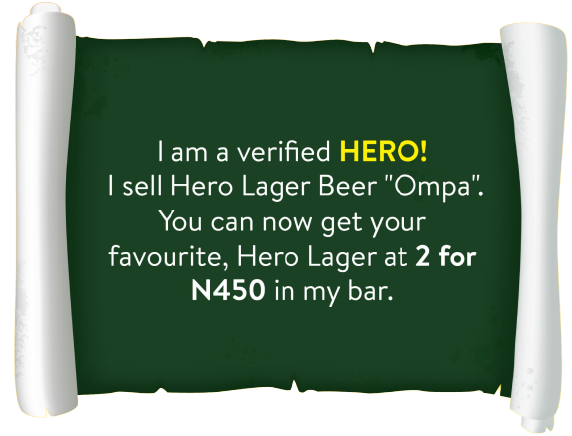 I am a verified HERO!
I sell Hero Lager Beer "Ompa".
You can now get your
favourite, Hero Lager at 2 for
N450 in my bar.